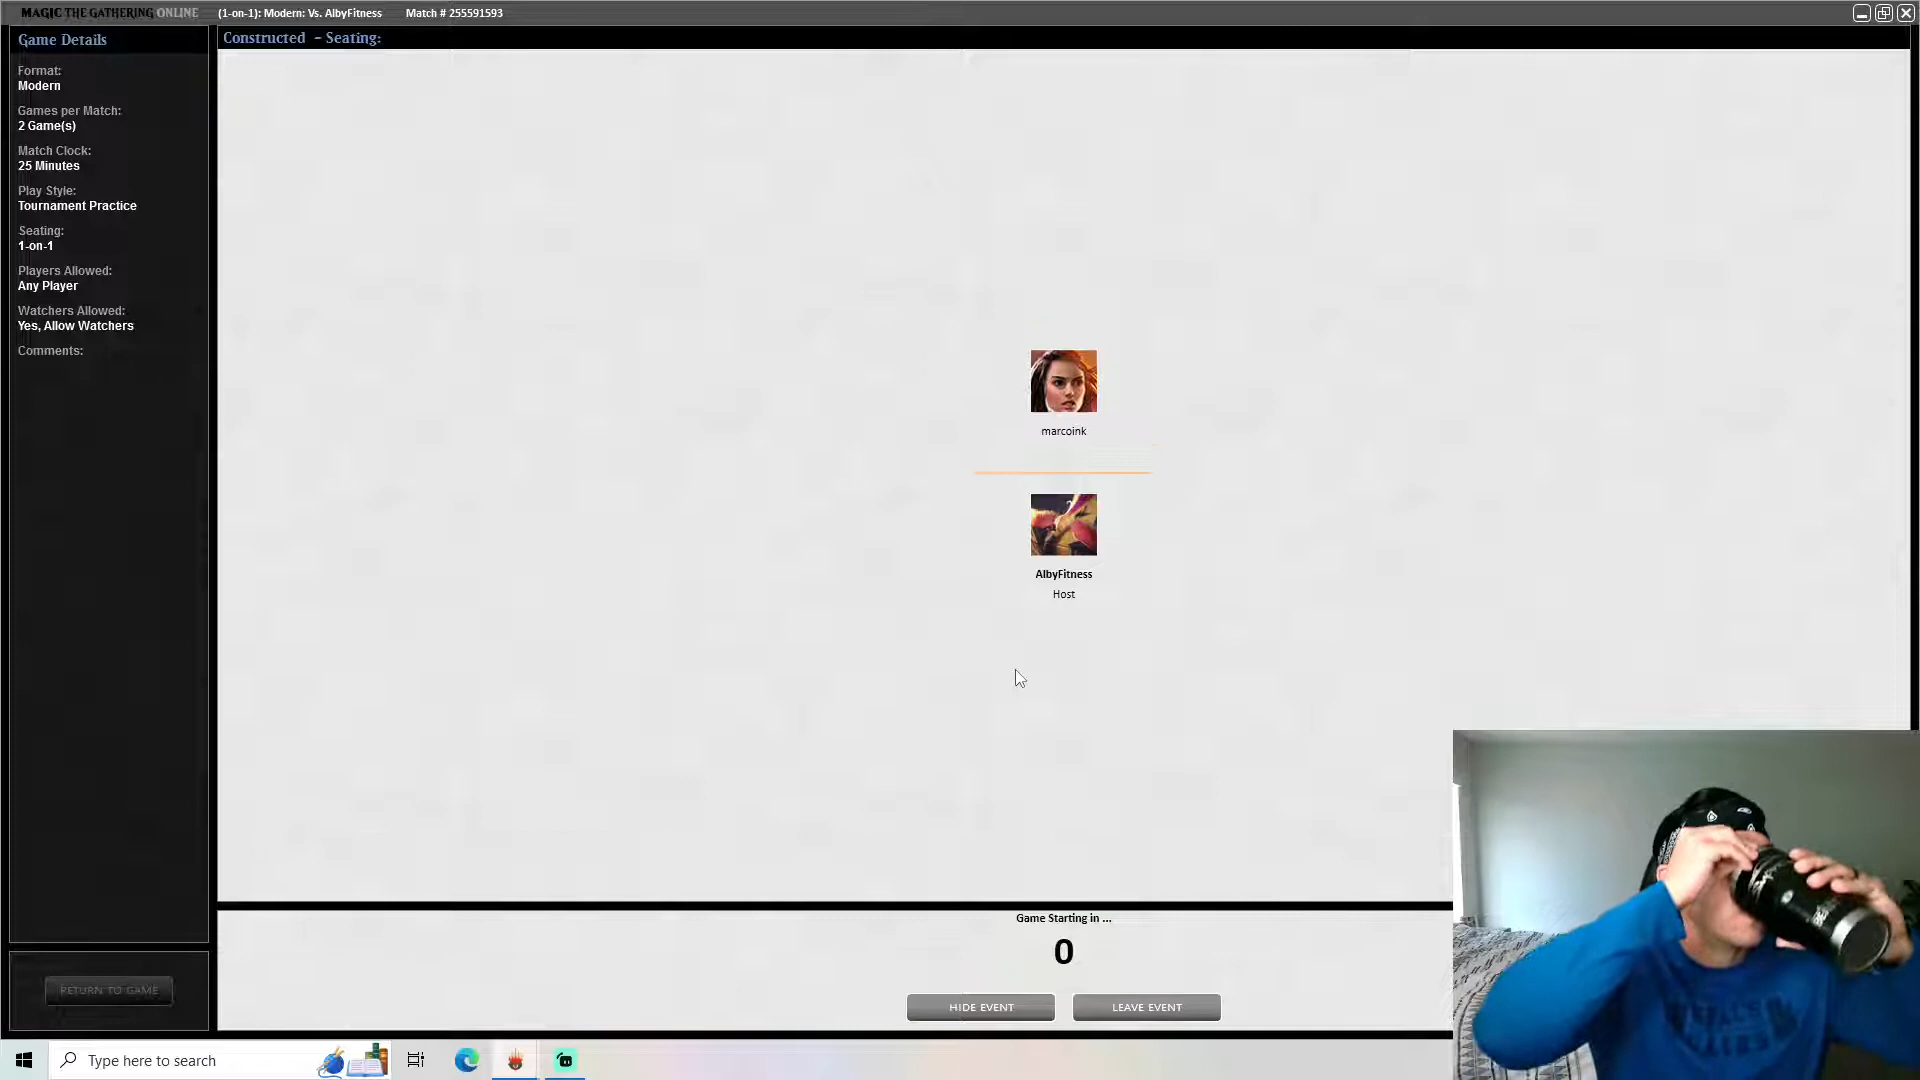 MAGIC THE GATHERING ONLINE (1-on-1): Modern: Vs. AlbyFitness Match # 255591593
Game Details
Format:
Modern
Games per Match:
2 Game(s)
Match Clock:
25 Minutes
Play Style:
Tournament Practice
Seating:
1-on-1
Players Allowed:
Any Player
Watchers Allowed:
Yes, Allow Watchers
Comments:
RETURN TO GAME
Constructed - Seating:
marcoink
AlbyFitness
Host
Game Starting in ...
0
HIDE EVENT LEAVE EVENT
Type here to search